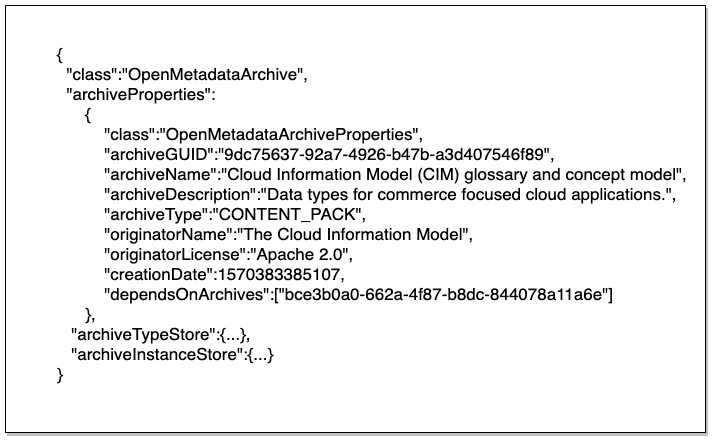 {
"class":"OpenMetadataArchive",
"archiveProperties":
{
"class":"OpenMetadataArchiveProperties",
"archiveGUID":"9dc75637-92a7-4926-b47b-a3d407546f89",
"archiveName":"Cloud Information Model (CIM) glossary and concept model",
"archiveDescription":"Data types for commerce focused cloud applications.",
"archiveType":"CONTENT_PACK",
"originatorName":"The Cloud Information Model",
"originatorLicense":"Apache 2.0",
"creationDate":1570383385107,
"dependsOnArchives":["bce3b0a0-662a-4f87-b8dc-844078a11a6e"]
},
"archiveTypeStore":{...},
"archiveInstanceStore":{...}
}